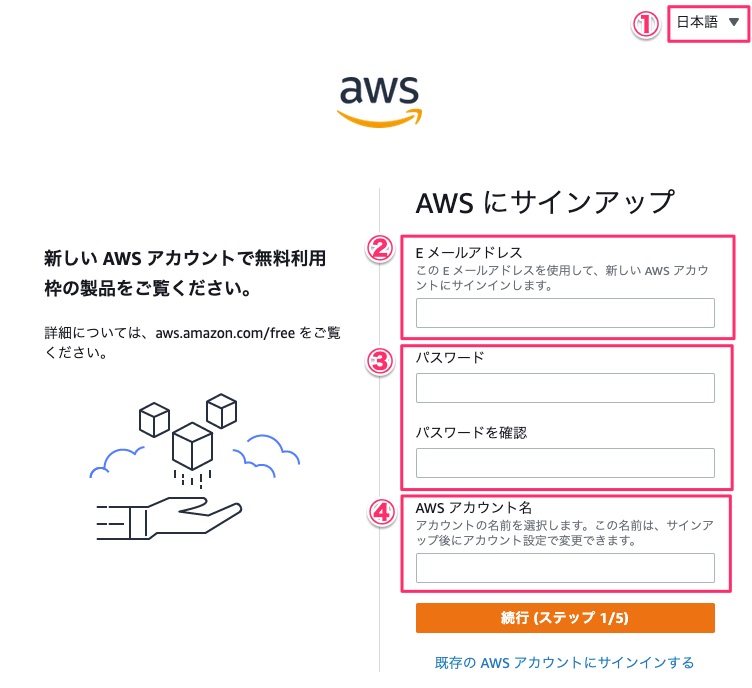 ① 日本語 ▼
aws
新しい AWS アカウントで無料利用
枠の製品をご覧ください。
詳細については、aws.amazon.com/free をご覧
ください。
AWS にサインアップ
②
E メールアドレス
この E メールアドレスを使用して、新しい AWS アカウ
ントにサインインします。
③
パスワード
パスワードを確認
④
AWS アカウント名
アカウントの名前を選択します。この名前は、サインア
ップ後にアカウント設定で変更できます。
続行 (ステップ 1/5)
既存の AWS アカウントにサインインする